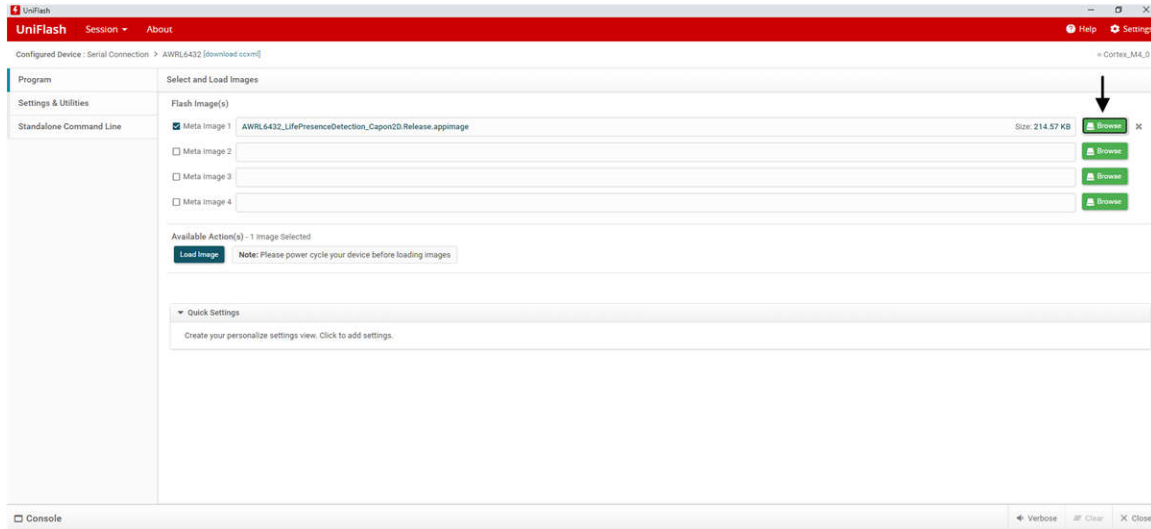 UniFlash
UniFlash Session About Help Settings
Configured Device : Serial Connection > AWRL6432 [download ccxml] Cortex_M4_0
Program
Settings & Utilities
Standalone Command Line
Select and Load Images
Flash Image(s)
Meta Image 1 AWRL6432_LifePresenceDetection_Capon2D.Release.appimage Size: 214.57 KB Browse
Meta Image 2 Browse
Meta Image 3 Browse
Meta Image 4 Browse
Available Action(s) - 1 Image Selected
Load Image Note: Please power cycle your device before loading images
Quick Settings
Create your personalize settings view. Click to add settings.
Console Verbose Clear Close